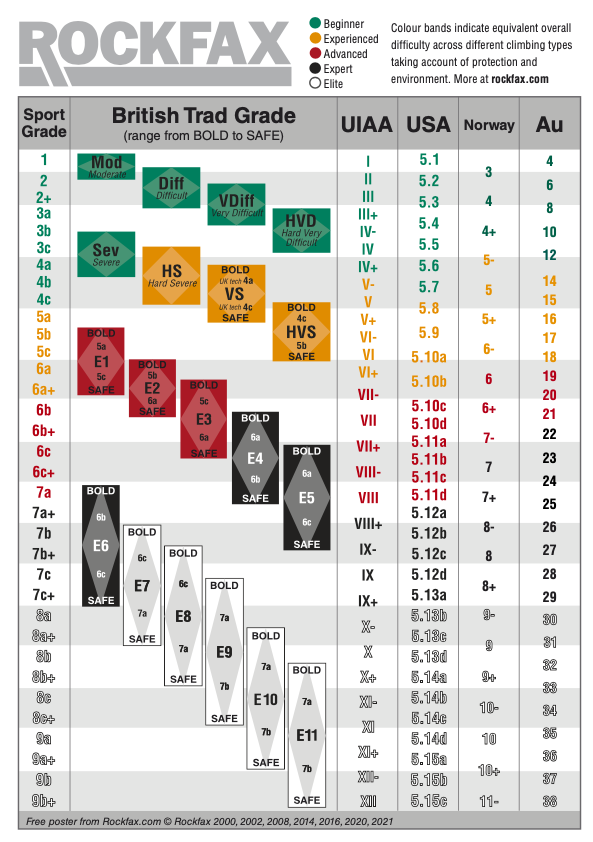 ROCKFAX
Beginner
Experienced
Advanced
Expert
Elite
Colour bands indicate equivalent overall
difficulty across different climbing types
taking account of protection and
environment. More at rockfax.com
Sport Grade
British Trad Grade
(range from BOLD to SAFE)
UIAA
USA
Norway
Au
1
2
2+
3a
3b
3c
4a
4b
4c
5a
5b
5c
6a
6a+
6b
6b+
6c
6c+
7a
7a+
7b
7b+
7c
7c+
8a
8a+
8b
8b+
8c
8c+
9a
9a+
9b
9b+
Mod
Moderate
Diff
Difficult
VDiff
Very Difficult
HVD
Hard Very
Difficult
Sev
Severe
HS
Hard Severe
BOLD
UK tech 4a
VS
UK tech 4c
SAFE
BOLD
4c
HVS
5b
SAFE
BOLD
5a
E1
5c
SAFE
BOLD
5b
E2
6a
SAFE
BOLD
5c
E3
6a
SAFE
BOLD
6a
E4
6b
SAFE
BOLD
6a
E5
6c
SAFE
BOLD
6b
E6
6c
SAFE
BOLD
6c
E7
7a
SAFE
BOLD
6c
E8
7a
SAFE
BOLD
7a
E9
7b
SAFE
BOLD
7a
E10
7b
SAFE
BOLD
7a
E11
7b
SAFE
I
II
III
III+
IV-
IV
IV+
V-
V
V+
VI-
VI
VI+
VII-
VII
VII+
VIII-
VIII
VIII+
IX-
IX
IX+
X-
X
X+
XI-
XI
XI+
XII-
XII
5.1
5.2
5.3
5.4
5.5
5.6
5.7
5.8
5.9
5.10a
5.10b
5.10c
5.10d
5.11a
5.11b
5.11c
5.11d
5.12a
5.12b
5.12c
5.12d
5.13a
5.13b
5.13c
5.13d
5.14a
5.14b
5.14c
5.14d
5.15a
5.15b
5.15c
3
4
4+
5-
5
5+
6-
6
6+
7-
7
7+
8-
8
8+
9-
9
9+
10-
10
10+
11-
4
6
8
10
12
14
15
16
17
18
19
20
21
22
23
24
25
26
27
28
29
30
31
32
33
34
35
36
37
38
Free poster from Rockfax.com © Rockfax 2000, 2002, 2008, 2014, 2016, 2020, 2021